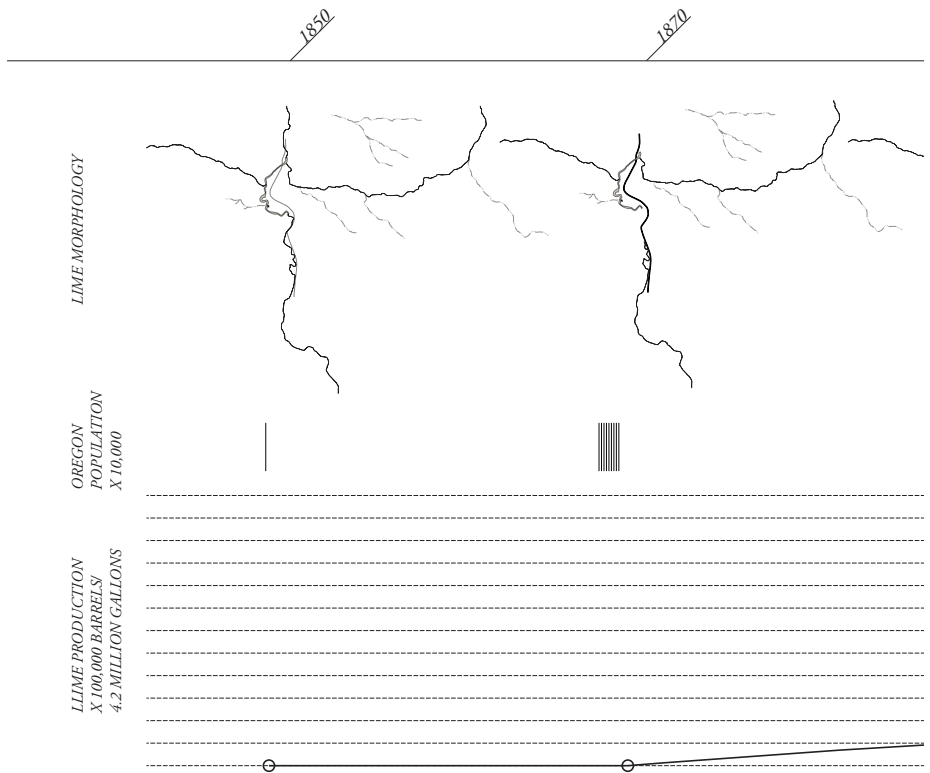 1850
1870
LIME MORPHOLOGY
OREGON
POPULATION
X 10,000
LLIME PRODUCTION
X 100,000 BARRELS/
4.2 MILLION GALLONS